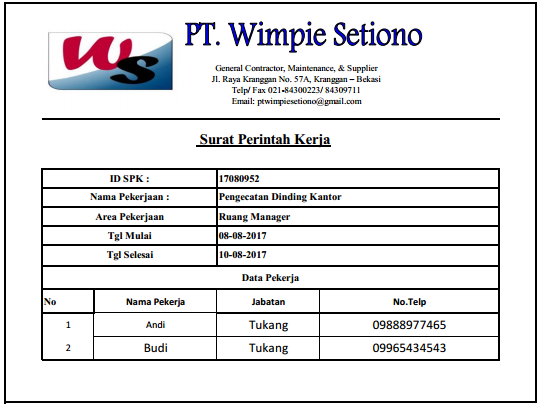 WS
PT. Wimpie Setiono
General Contractor, Maintenance, & Supplier
Jl. Raya Kranggan No. 57A, Kranggan – Bekasi
Telp/ Fax 021-84300223/ 84309711
Email: ptwimpiesetiono@gmail.com
Surat Perintah Kerja
ID SPK : 17080952
Nama Pekerjaan : Pengecatan Dinding Kantor
Area Pekerjaan Ruang Manager
Tgl Mulai 08-08-2017
Tgl Selesai 10-08-2017
Data Pekerja
No Nama Pekerja Jabatan No.Telp
1 Andi Tukang 09888977465
2 Budi Tukang 09965434543